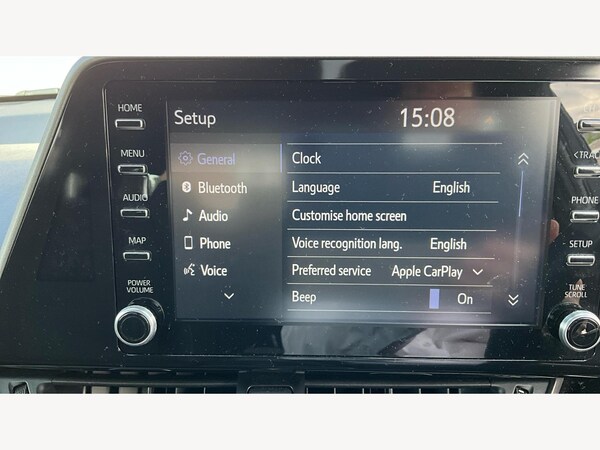 HOME
MENU
AUDIO
MAP
POWER
VOLUME
Setup 15:08
General
Bluetooth
Audio
Phone
Voice
Clock
Language English
Customise home screen
Voice recognition lang. English
Preferred service Apple CarPlay
Beep On
<TRACK
PHONE
SETUP
TUNE
SCROLL